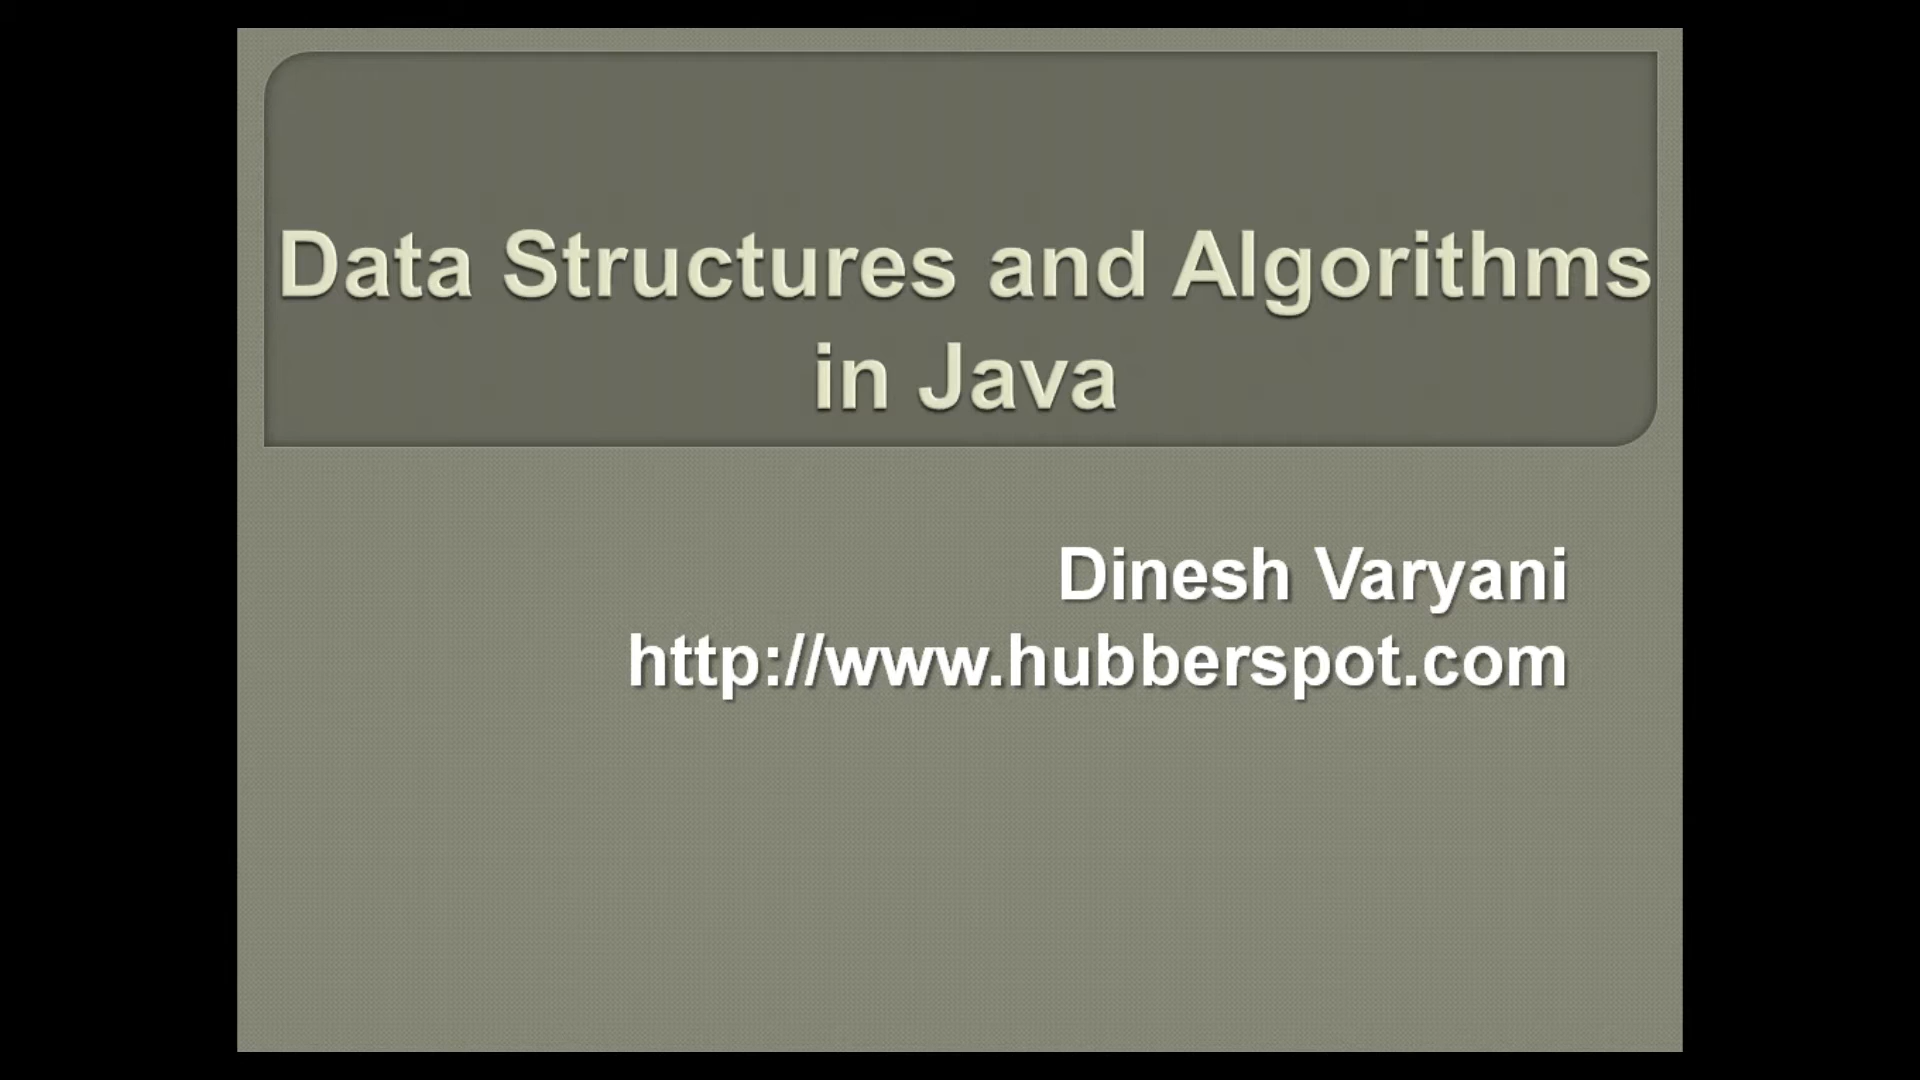 Data Structures and Algorithms
in Java
Dinesh Varyani
http://www.hubberspot.com